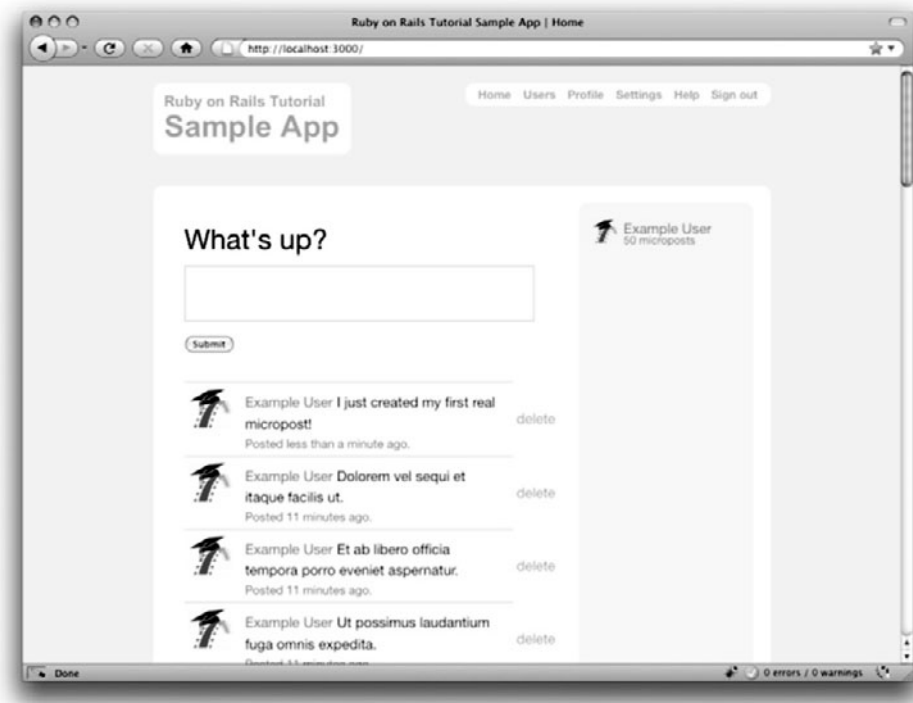 Ruby on Rails Tutorial Sample App | Home
http://localhost:3000/
Ruby on Rails Tutorial
Sample App
Home Users Profile Settings Help Sign out
What's up?
Example User
50 microposts
Submit
Example User I just created my first real
micropost!
delete
Posted less than a minute ago.
Example User Dolorem vel sequi et
itaque facilis ut.
delete
Posted 11 minutes ago.
Example User Et ab libero officia
tempora porro eveniet aspernatur.
delete
Posted 11 minutes ago.
Example User Ut possimus laudantium
fuga omnis expedita.
delete
Posted 11 minutes ago.
Done
0 errors / 0 warnings